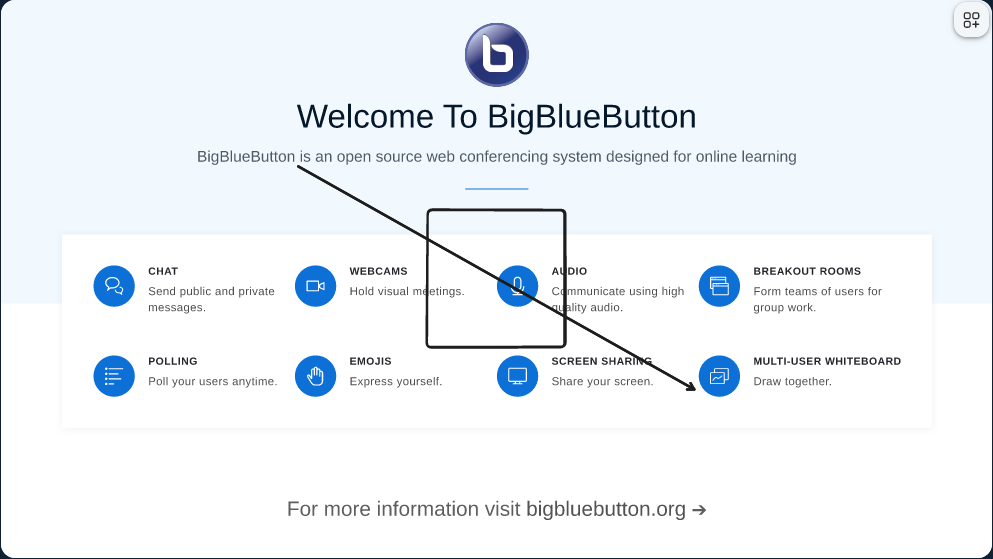 Welcome To BigBlueButton
BigBlueButton is an open source web conferencing system designed for online learning
CHAT
Send public and private
messages.
WEBCAMS
Hold visual meetings.
AUDIO
Communicate using high
quality audio.
BREAKOUT ROOMS
Form teams of users for
group work.
POLLING
Poll your users anytime.
EMOJIS
Express yourself.
SCREEN SHARING
Share your screen.
MULTI-USER WHITEBOARD
Draw together.
For more information visit bigbluebutton.org ➔